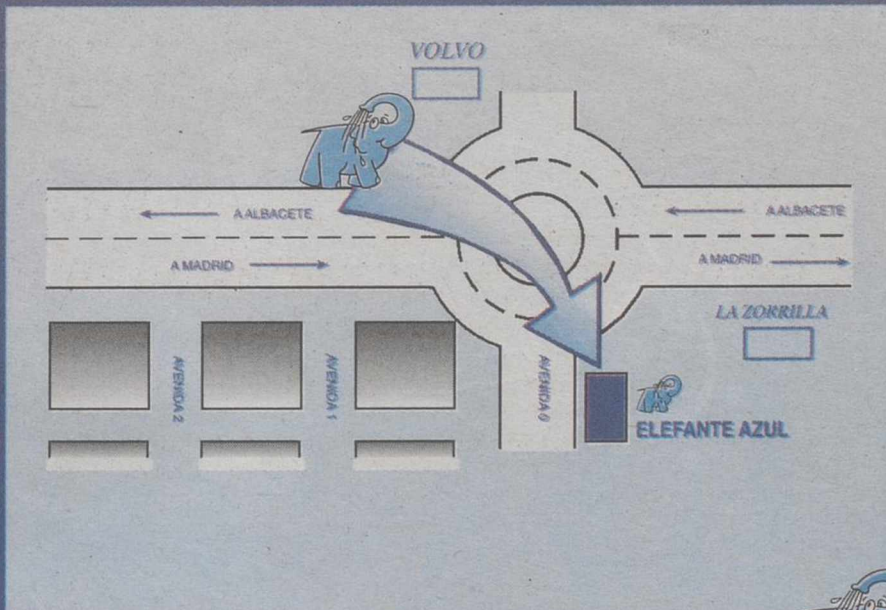 VOLVO
A ALBACETE
A ALBACETE
A MADRID
A MADRID
LA ZORRILLA
AVENIDA 2
AVENIDA 1
AVENIDA 0
ELEFANTE AZUL